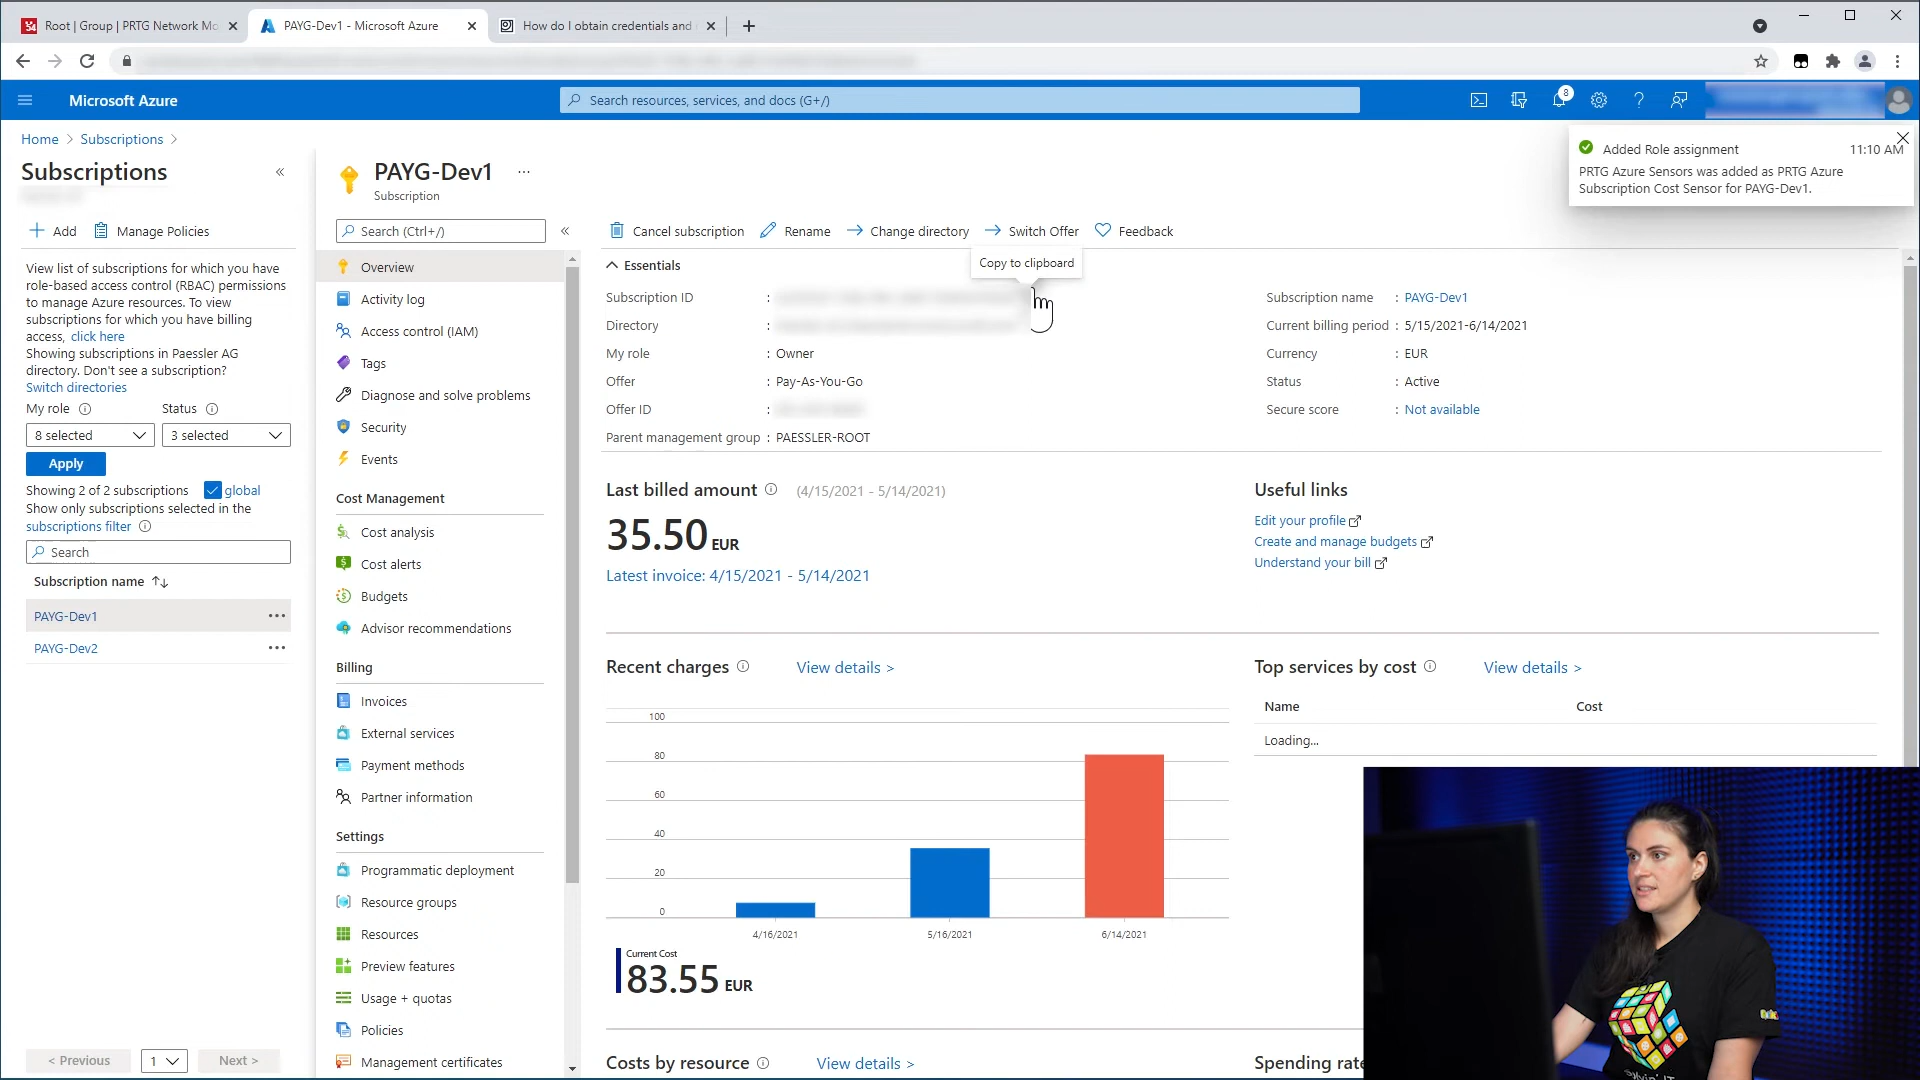 Root | Group | PRTG Network Mo
PAYG-Dev1 - Microsoft Azure
How do I obtain credentials and
Microsoft Azure
Search resources, services, and docs (G+/)
8
Home > Subscriptions >
Subscriptions
Add
Manage Policies
View list of subscriptions for which you have
role-based access control (RBAC) permissions
to manage Azure resources. To view
subscriptions for which you have billing
access, click here
Showing subscriptions in Paessler AG
directory. Don't see a subscription?
Switch directories
My role
Status
8 selected
3 selected
Apply
Showing 2 of 2 subscriptions
global
Show only subscriptions selected in the
subscriptions filter
Search
Subscription name
PAYG-Dev1
PAYG-Dev2
< Previous
1
Next >
PAYG-Dev1
Subscription
Search (Ctrl+/)
Overview
Activity log
Access control (IAM)
Tags
Diagnose and solve problems
Security
Events
Cost Management
Cost analysis
Cost alerts
Budgets
Advisor recommendations
Billing
Invoices
External services
Payment methods
Partner information
Settings
Programmatic deployment
Resource groups
Resources
Preview features
Usage + quotas
Policies
Management certificates
Cancel subscription
Rename
Change directory
Switch Offer
Feedback
Copy to clipboard
Essentials
Subscription ID :
Directory :
My role : Owner
Offer : Pay-As-You-Go
Offer ID :
Parent management group : PAESSLER-ROOT
Subscription name : PAYG-Dev1
Current billing period : 5/15/2021-6/14/2021
Currency : EUR
Status : Active
Secure score : Not available
Added Role assignment 11:10 AM
PRTG Azure Sensors was added as PRTG Azure
Subscription Cost Sensor for PAYG-Dev1.
Last billed amount (4/15/2021 - 5/14/2021)
35.50 EUR
Latest invoice: 4/15/2021 - 5/14/2021
Useful links
Edit your profile
Create and manage budgets
Understand your bill
Recent charges
View details >
100
80
60
40
20
0
4/16/2021
5/16/2021
6/14/2021
Current Cost
83.55 EUR
Top services by cost
View details >
Name
Cost
Loading...
Costs by resource
View details >
Spending rate